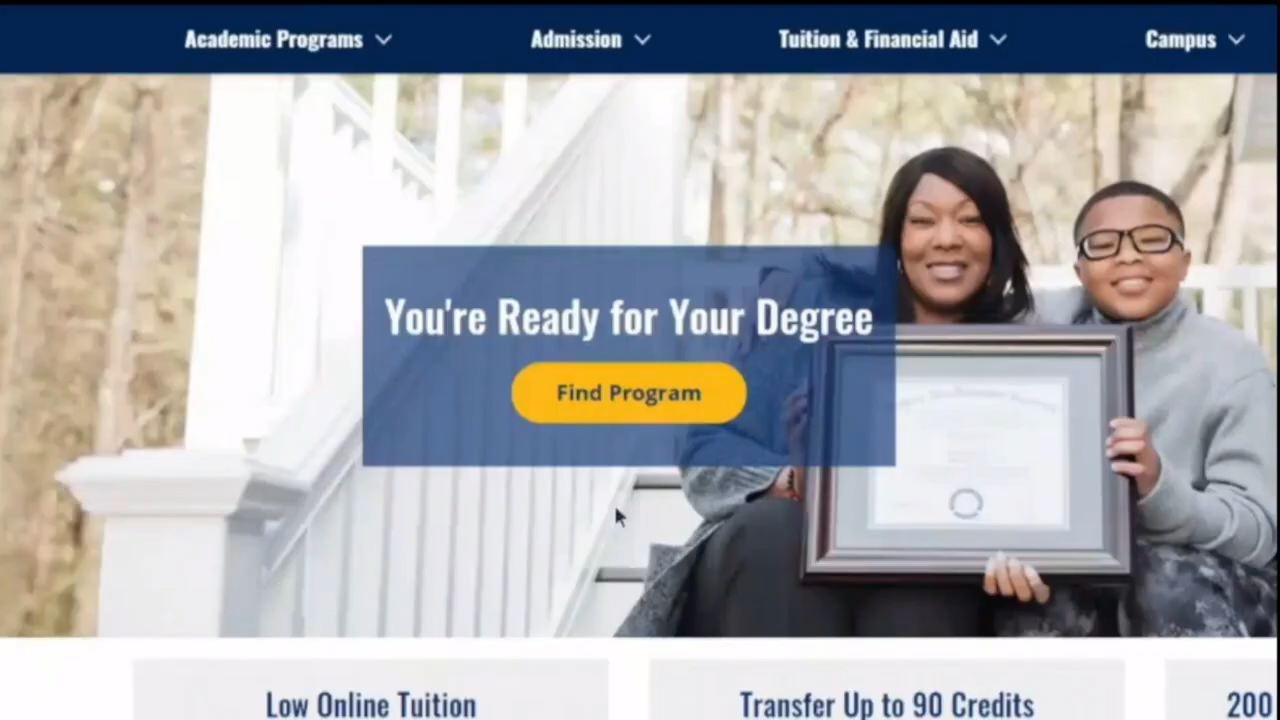 Academic Programs
Admission
Tuition & Financial Aid
Campus
You're Ready for Your Degree
Find Program
Low Online Tuition
Transfer Up to 90 Credits
200